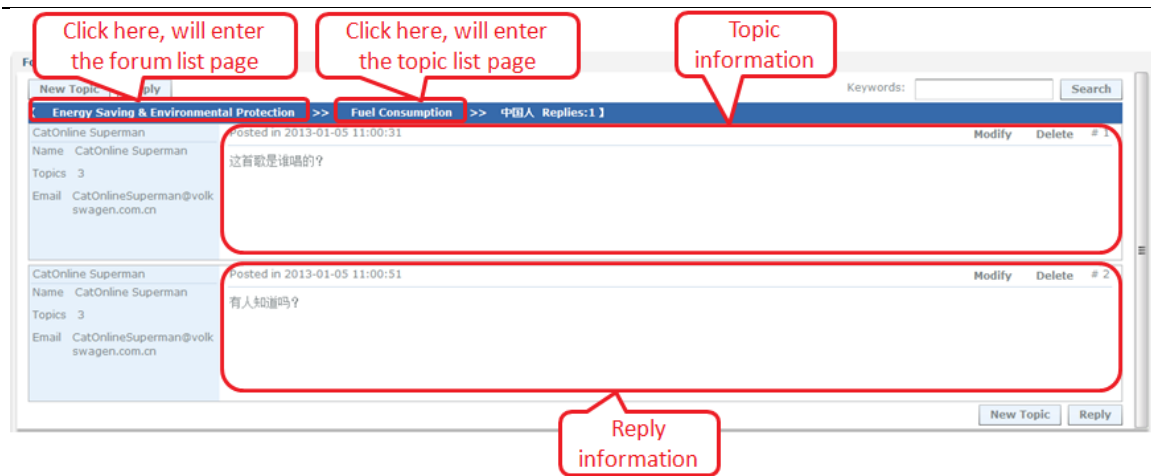 Click here, will enter
the forum list page
Click here, will enter
the topic list page
Topic
information
New Topic
Keywords:
Search
【 Energy Saving & Environmental Protection >> Fuel Consumption >> 中国人 Replies:1 】
CatOnline Superman
Posted in 2013-01-05 11:00:31
Modify Delete # 1
Name CatOnline Superman
这首歌是谁唱的?
Topics 3
Email CatOnlineSuperman@volk
swagen.com.cn
CatOnline Superman
Posted in 2013-01-05 11:00:51
Modify Delete # 2
Name CatOnline Superman
有人知道吗?
Topics 3
Email CatOnlineSuperman@volk
swagen.com.cn
New Topic Reply
Reply
information